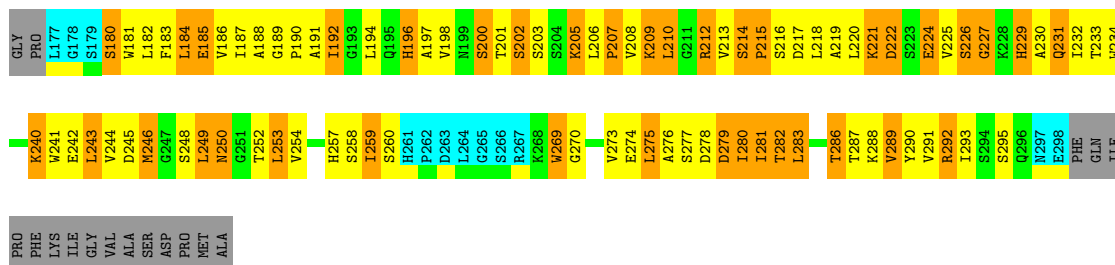 GLY PRO L177 G178 S179 S180 W181 L182 F183 L184 E185 V186 I187 A188 G189 P190 A191 I192 G193 L194 Q195 H196 A197 V198 N199 S200 T201 S202 S203 S204 K205 L206 P207 V208 K209 L210 G211 R212 V213 S214 P215 S216 D217 L218 A219 L220 K221 D222 S223 E224 V225 S226 G227 K228 H229 A230 Q231 I232 T233 W234
K240 W241 E242 L243 V244 D245 M246 G247 S248 L249 N250 G251 T252 L253 V254 H257 S258 I259 S260 H261 P262 D263 L264 G265 S266 R267 K268 W269 G270 V273 E274 L275 A276 S277 D278 D279 I280 I281 T282 L283 T286 T287 K288 V289 Y290 V291 R292 I293 S294 S295 Q296 N297 E298 PHE GLN ILE
PRO PHE LYS ILE GLY VAL ALA SER ASP PRO MET ALA